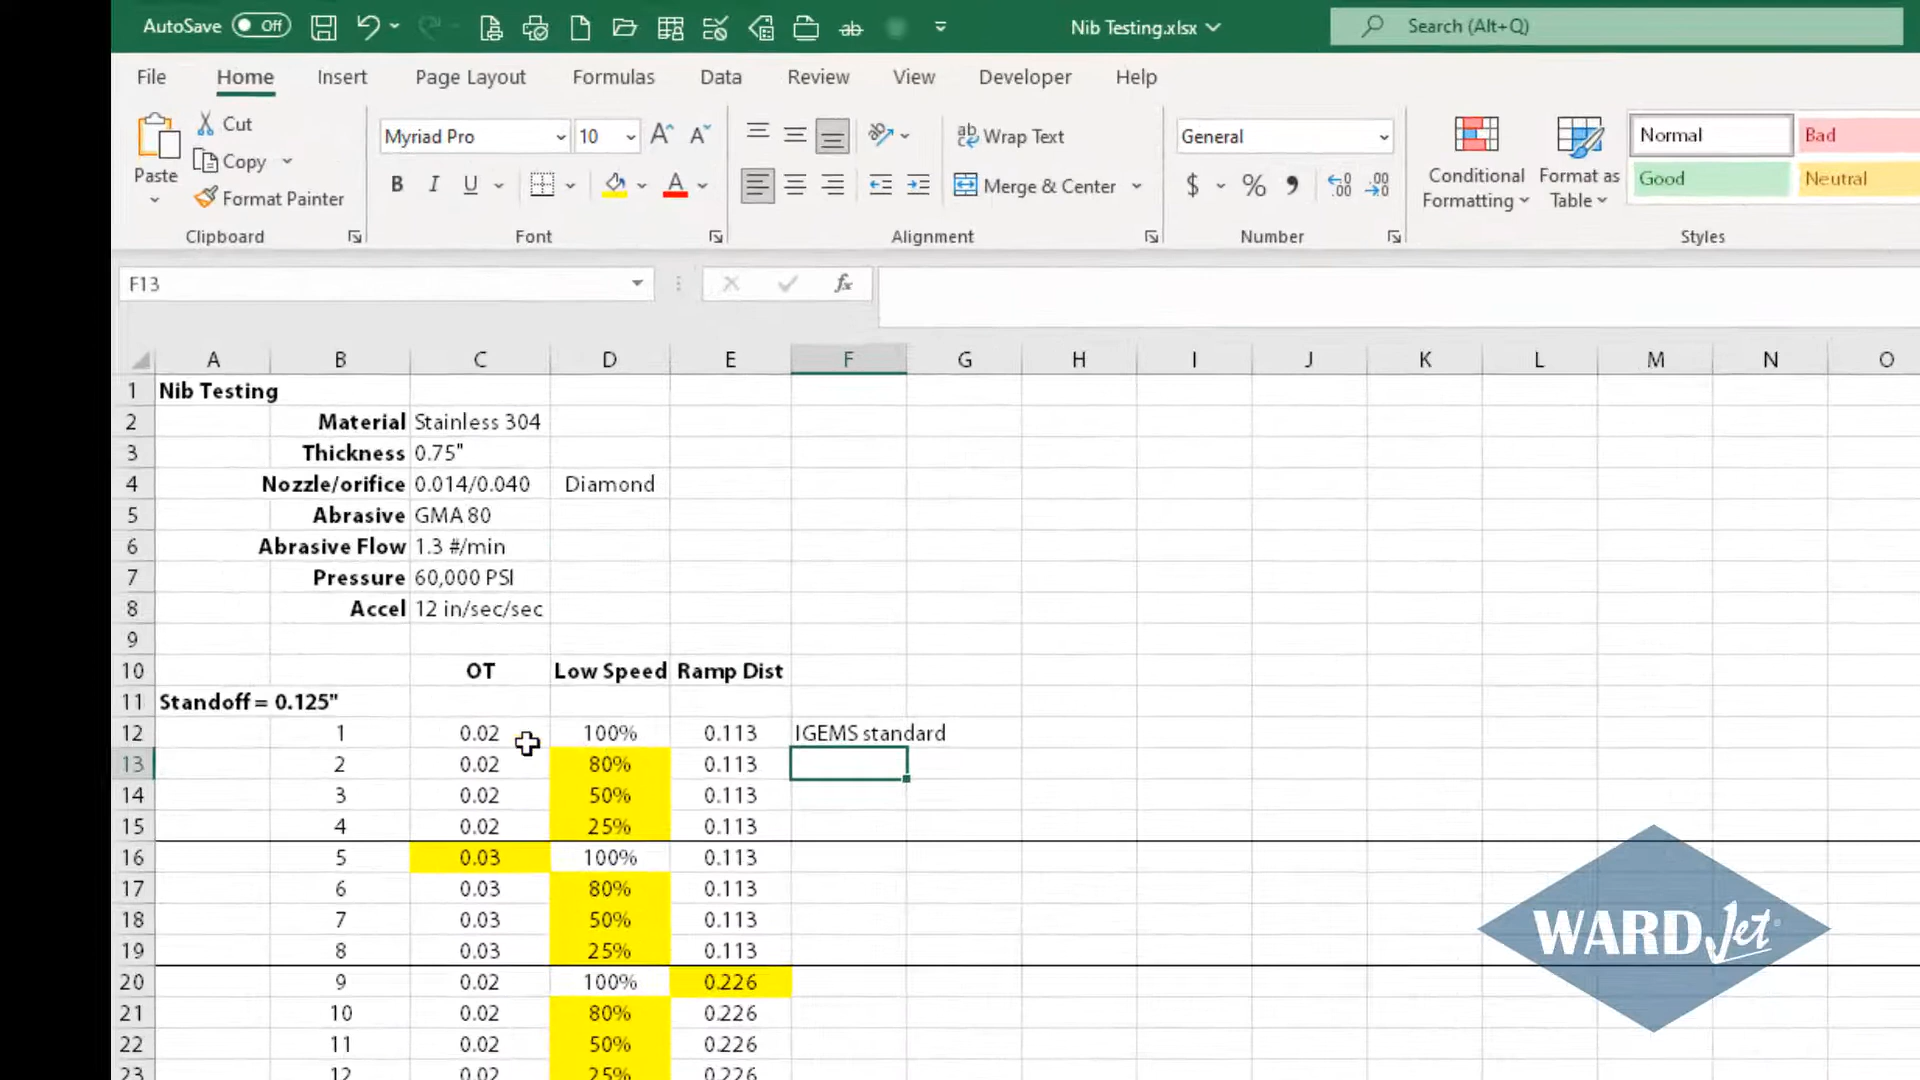 AutoSave Off Nib Testing.xlsx Search (Alt+Q)
File Home Insert Page Layout Formulas Data Review View Developer Help
Paste
Cut
Copy
Format Painter
Clipboard
Myriad Pro 10
B I U A
Font
Wrap Text
Merge & Center
Alignment
General
$ %
Number
Conditional Formatting
Format as Table
Normal Bad
Good Neutral
Styles
F13 fx
A B C D E F G H I J K L M N O
1 Nib Testing
2 Material Stainless 304
3 Thickness 0.75"
4 Nozzle/orifice 0.014/0.040 Diamond
5 Abrasive GMA 80
6 Abrasive Flow 1.3 #/min
7 Pressure 60,000 PSI
8 Accel 12 in/sec/sec
9
10 OT Low Speed Ramp Dist
11 Standoff = 0.125"
12 1 0.02 100% 0.113 IGEMS standard
13 2 0.02 80% 0.113
14 3 0.02 50% 0.113
15 4 0.02 25% 0.113
16 5 0.03 100% 0.113
17 6 0.03 80% 0.113
18 7 0.03 50% 0.113
19 8 0.03 25% 0.113
20 9 0.02 100% 0.226
21 10 0.02 80% 0.226
22 11 0.02 50% 0.226
23 12 0.02 25% 0.226
WARDJet